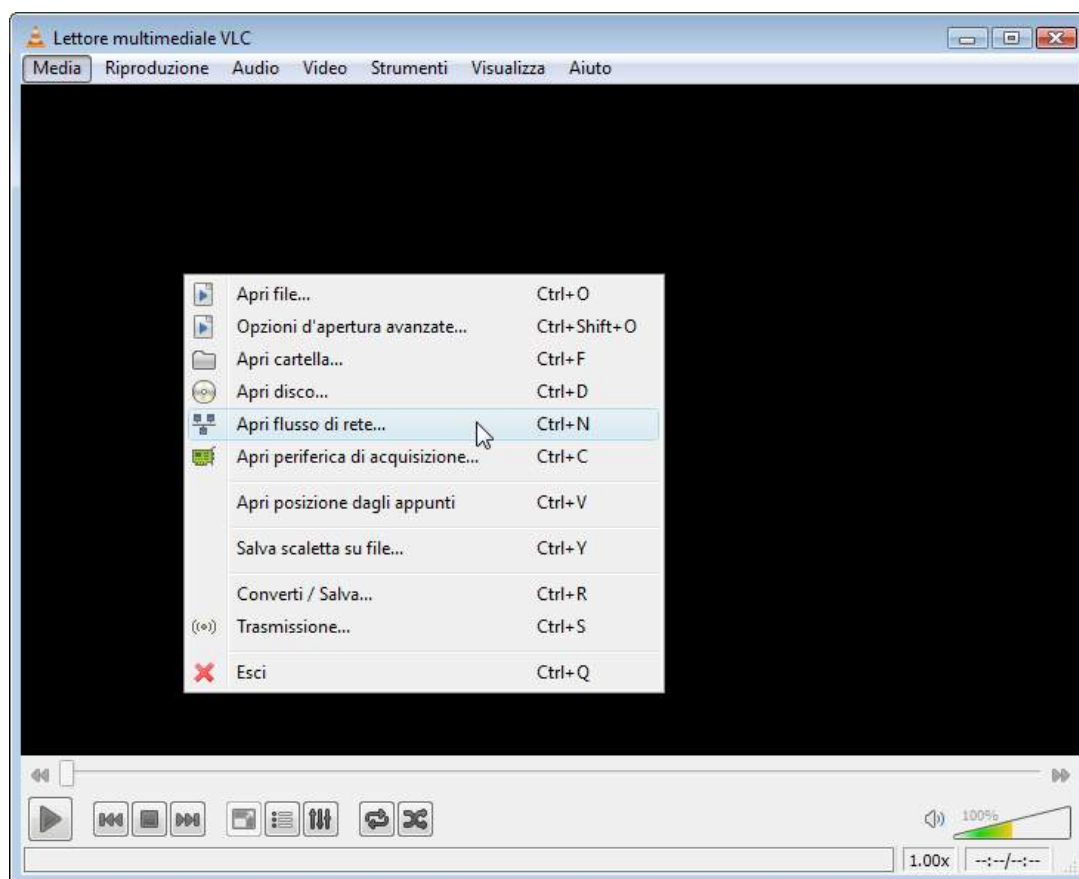 Lettore multimediale VLC
Media Riproduzione Audio Video Strumenti Visualizza Aiuto
Apri file... Ctrl+O
Opzioni d'apertura avanzate... Ctrl+Shift+O
Apri cartella... Ctrl+F
Apri disco... Ctrl+D
Apri flusso di rete... Ctrl+N
Apri periferica di acquisizione... Ctrl+C
Apri posizione dagli appunti Ctrl+V
Salva scaletta su file... Ctrl+Y
Converti / Salva... Ctrl+R
Trasmissione... Ctrl+S
Esci Ctrl+Q
100%
1.00x --:--/--:--